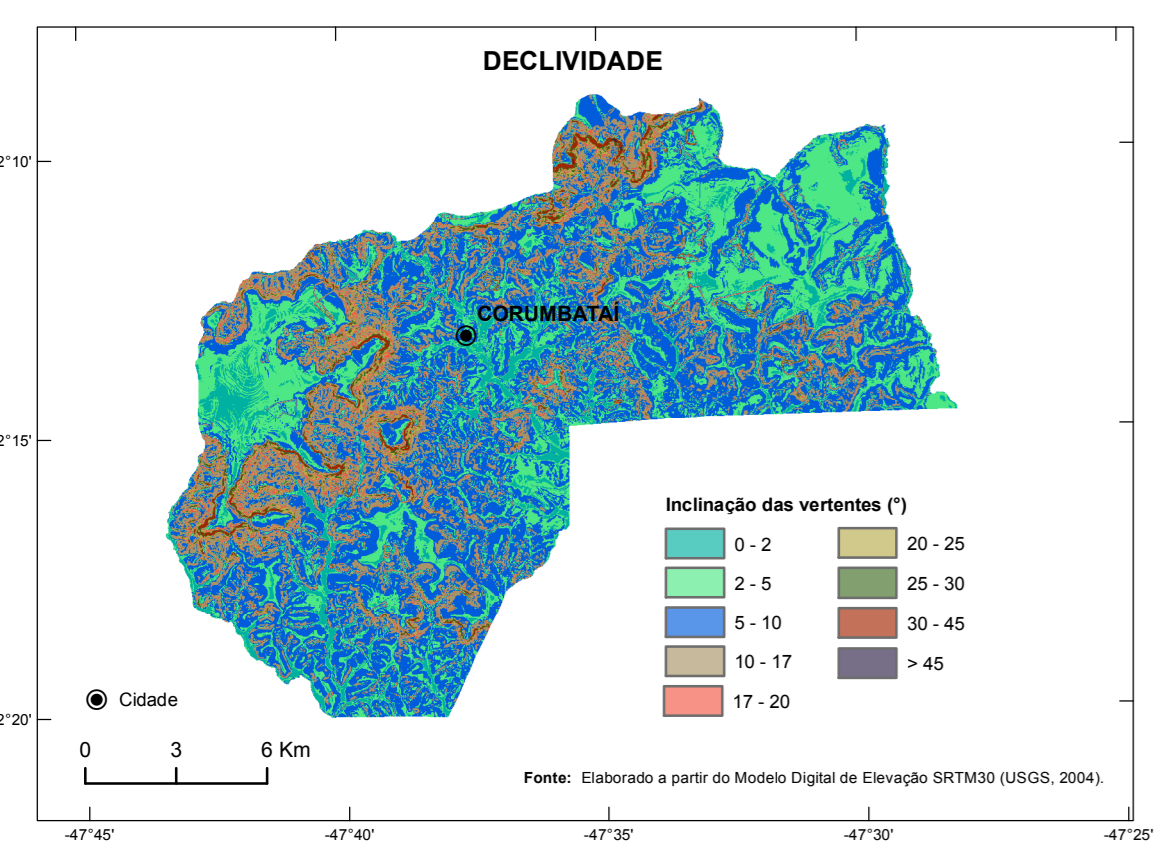 DECLIVIDADE
2°10'
CORUMBATAÍ
2°15'
Inclinação das vertentes (°)
0 - 2
20 - 25
2 - 5
25 - 30
5 - 10
30 - 45
10 - 17
> 45
17 - 20
2°20'
Cidade
0 3 6 Km
Fonte: Elaborado a partir do Modelo Digital de Elevação SRTM30 (USGS, 2004).
-47°45' -47°40' -47°35' -47°30' -47°25'